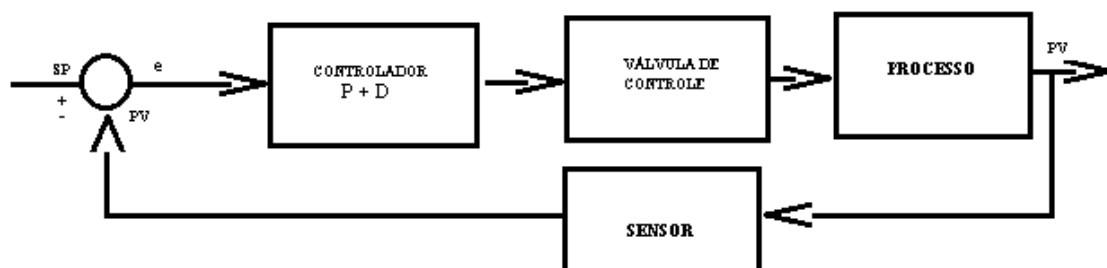 SP
+
-
PV
e
CONTROLADOR
P + D
VÁLVULA DE
CONTROLE
PROCESSO
PV
SENSOR